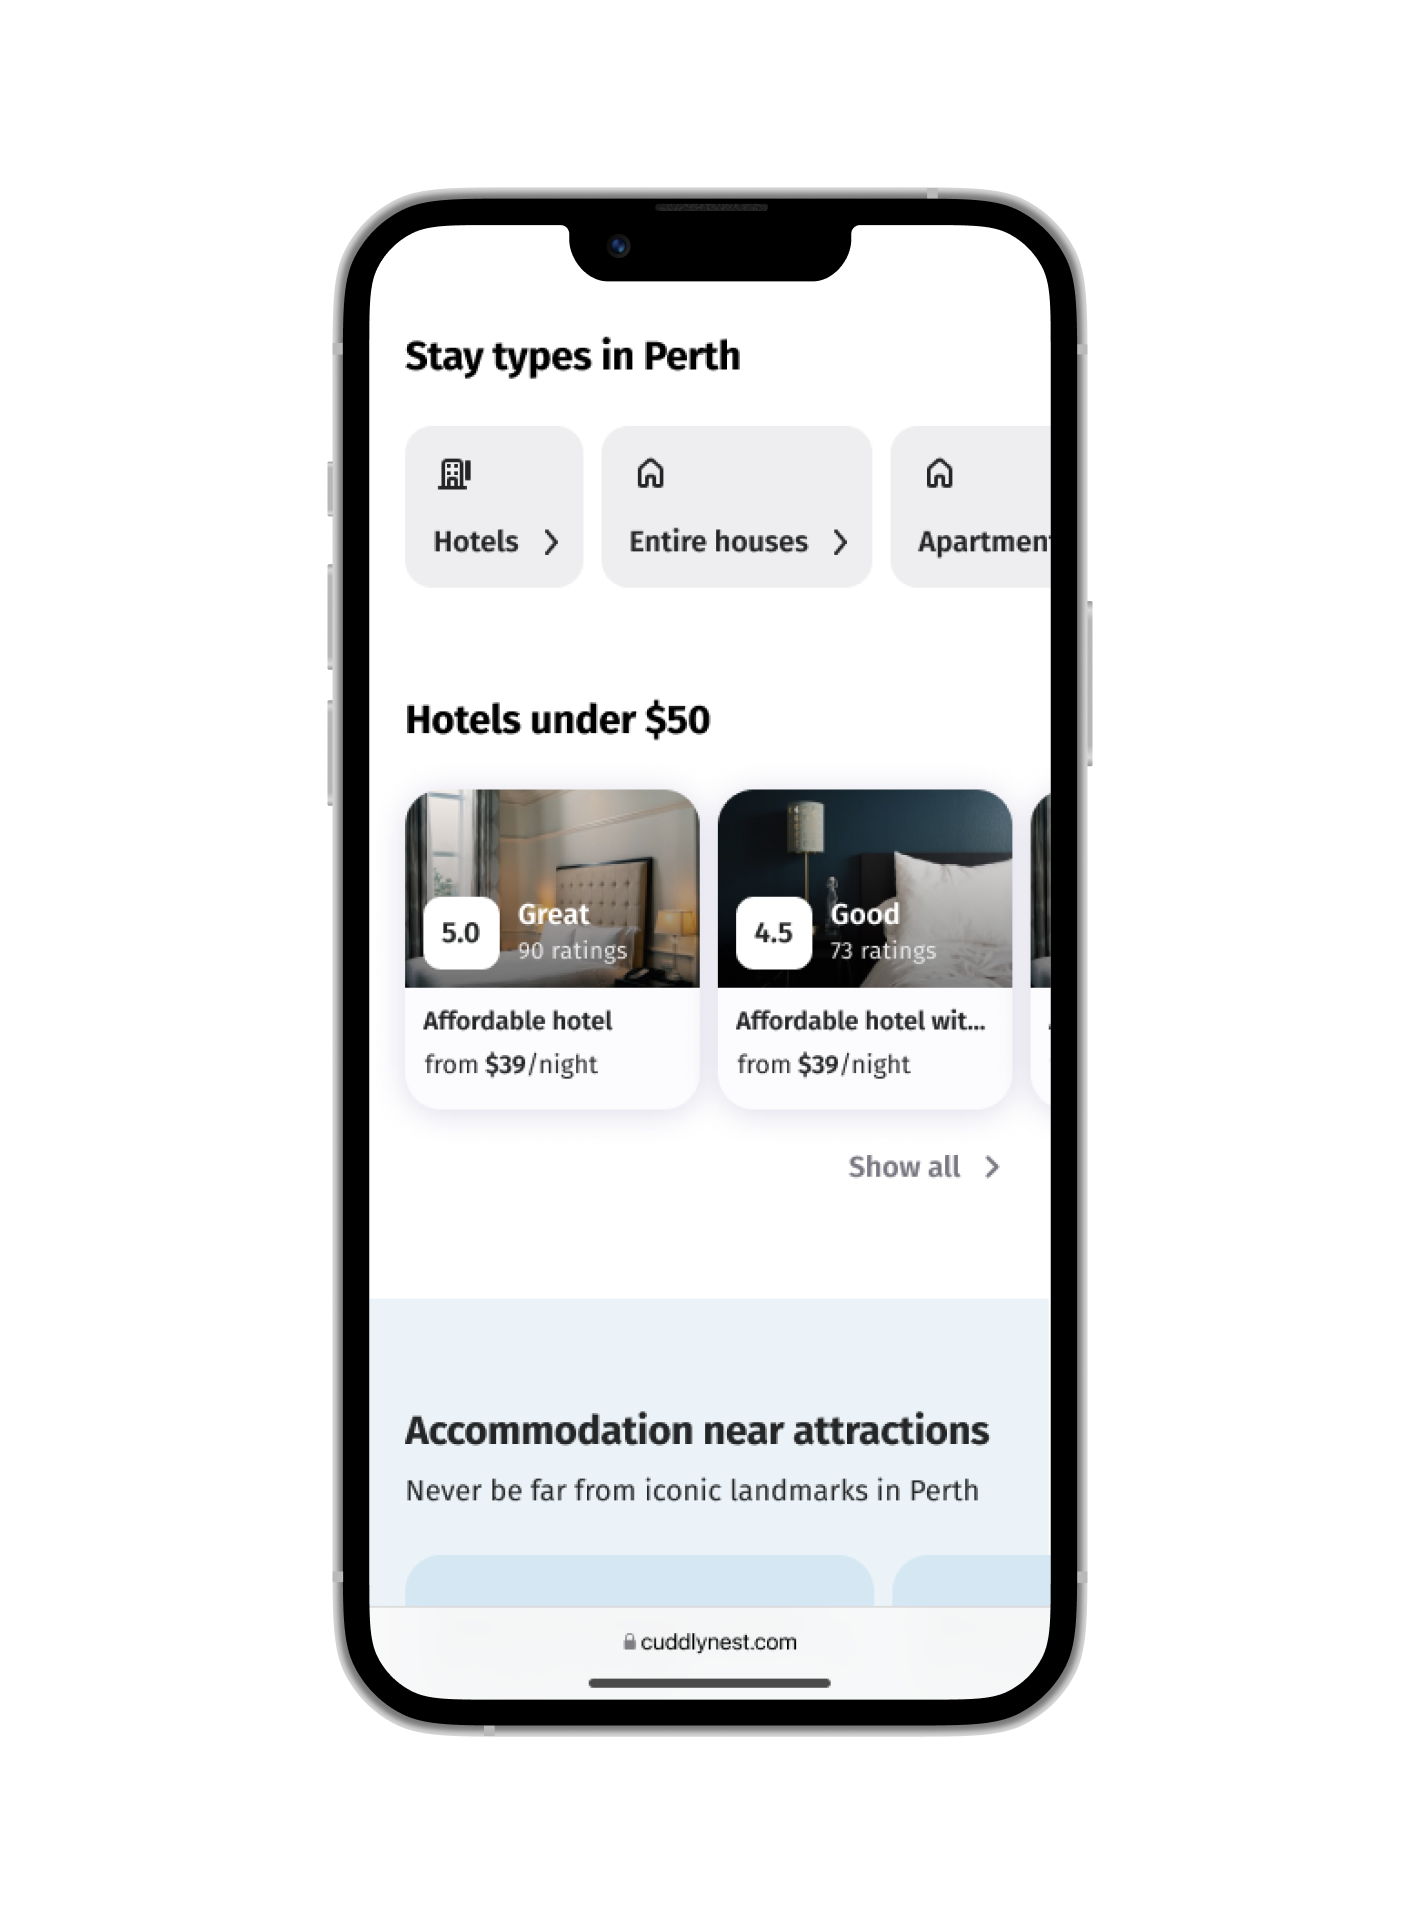 Stay types in Perth
Hotels
Entire houses
Apartment
Hotels under $50
5.0
Great
90 ratings
4.5
Good
73 ratings
Affordable hotel
from $39/night
Affordable hotel wit...
from $39/night
Show all
Accommodation near attractions
Never be far from iconic landmarks in Perth
cuddlynest.com